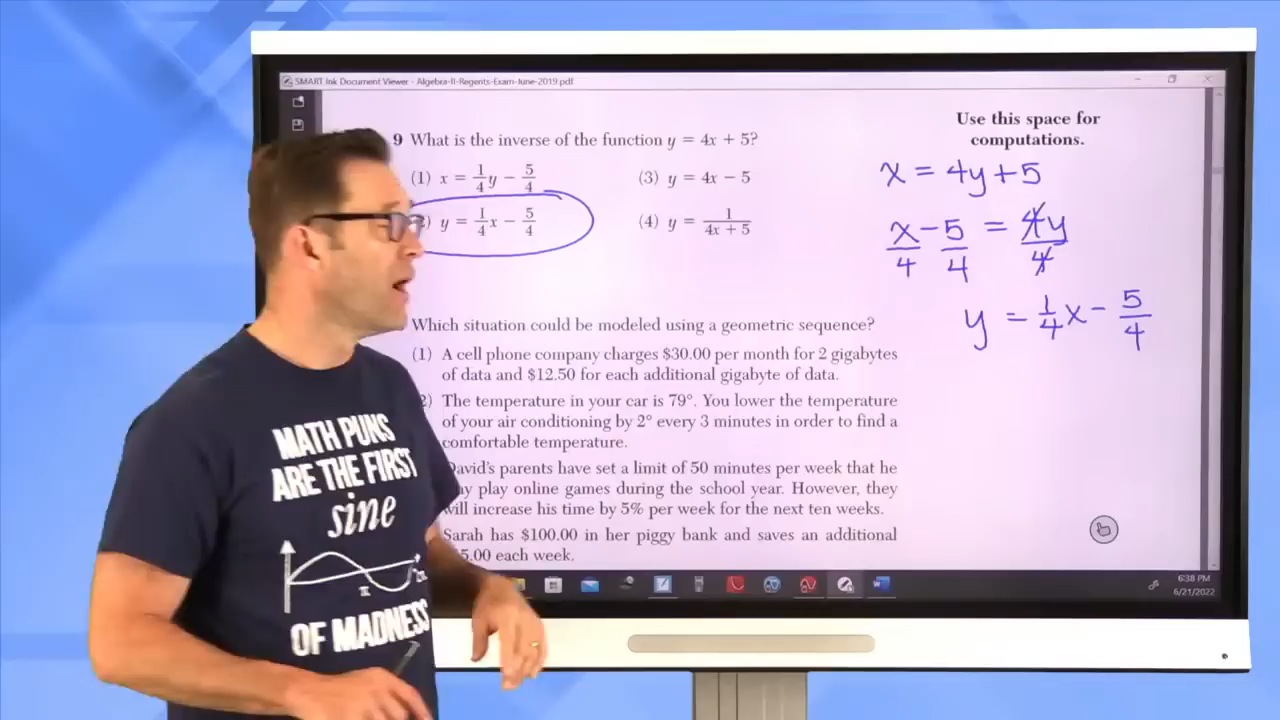 SMART Ink Document Viewer - Algebra-II-Regents-Exam-June-2019.pdf
9 What is the inverse of the function y = 4x + 5?
(1) x = 1/4 y − 5/4
(3) y = 4x − 5
) y = 1/4 x − 5/4
(4) y = 1/(4x + 5)
Use this space for
computations.
x = 4y + 5
x/4 − 5/4 = 4y/4
y = 1/4 x − 5/4
Which situation could be modeled using a geometric sequence?
(1) A cell phone company charges $30.00 per month for 2 gigabytes
of data and $12.50 for each additional gigabyte of data.
2) The temperature in your car is 79°. You lower the temperature
of your air conditioning by 2° every 3 minutes in order to find a
comfortable temperature.
David's parents have set a limit of 50 minutes per week that he
play online games during the school year. However, they
will increase his time by 5% per week for the next ten weeks.
Sarah has $100.00 in her piggy bank and saves an additional
5.00 each week.
6:38 PM
6/21/2022
MATH PUNS
ARE THE FIRST
sine
π
2π
OF MADNESS